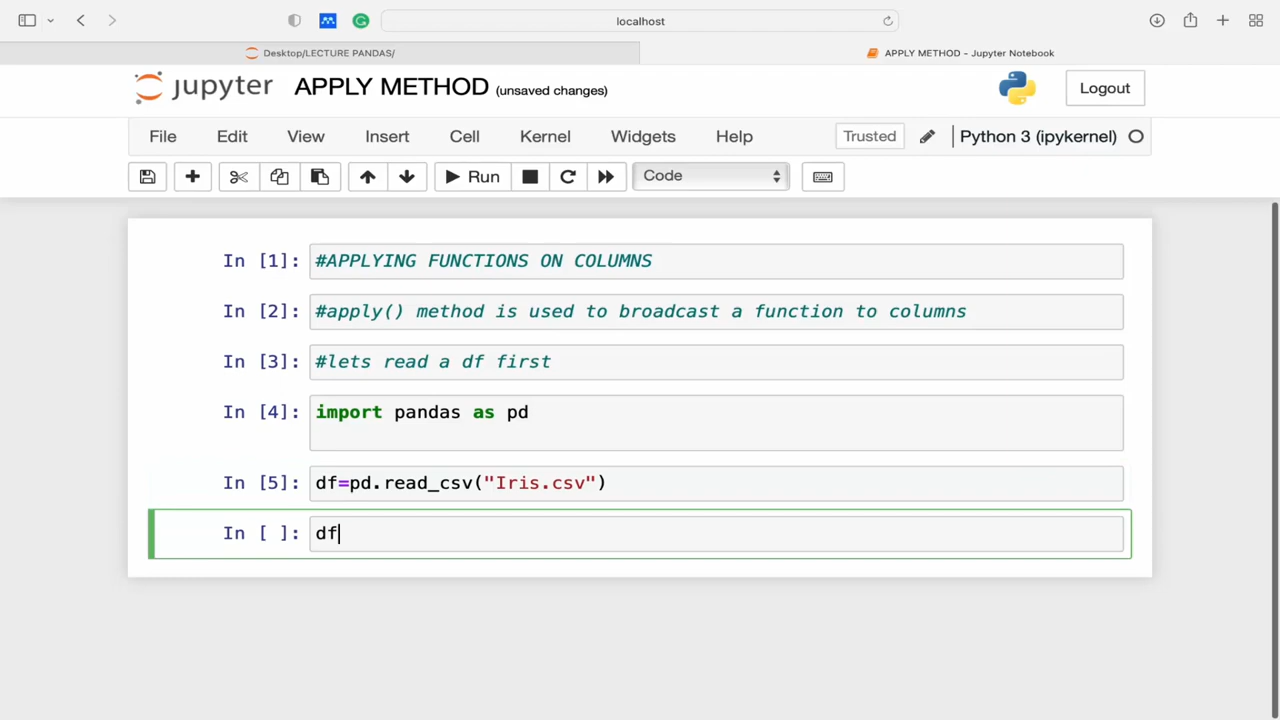 localhost
Desktop/LECTURE PANDAS/
APPLY METHOD - Jupyter Notebook
jupyter APPLY METHOD (unsaved changes)
Logout
File Edit View Insert Cell Kernel Widgets Help
Trusted
Python 3 (ipykernel)
Run
Code
In [1]: #APPLYING FUNCTIONS ON COLUMNS
In [2]: #apply() method is used to broadcast a function to columns
In [3]: #lets read a df first
In [4]: import pandas as pd
In [5]: df=pd.read_csv("Iris.csv")
In [ ]: df